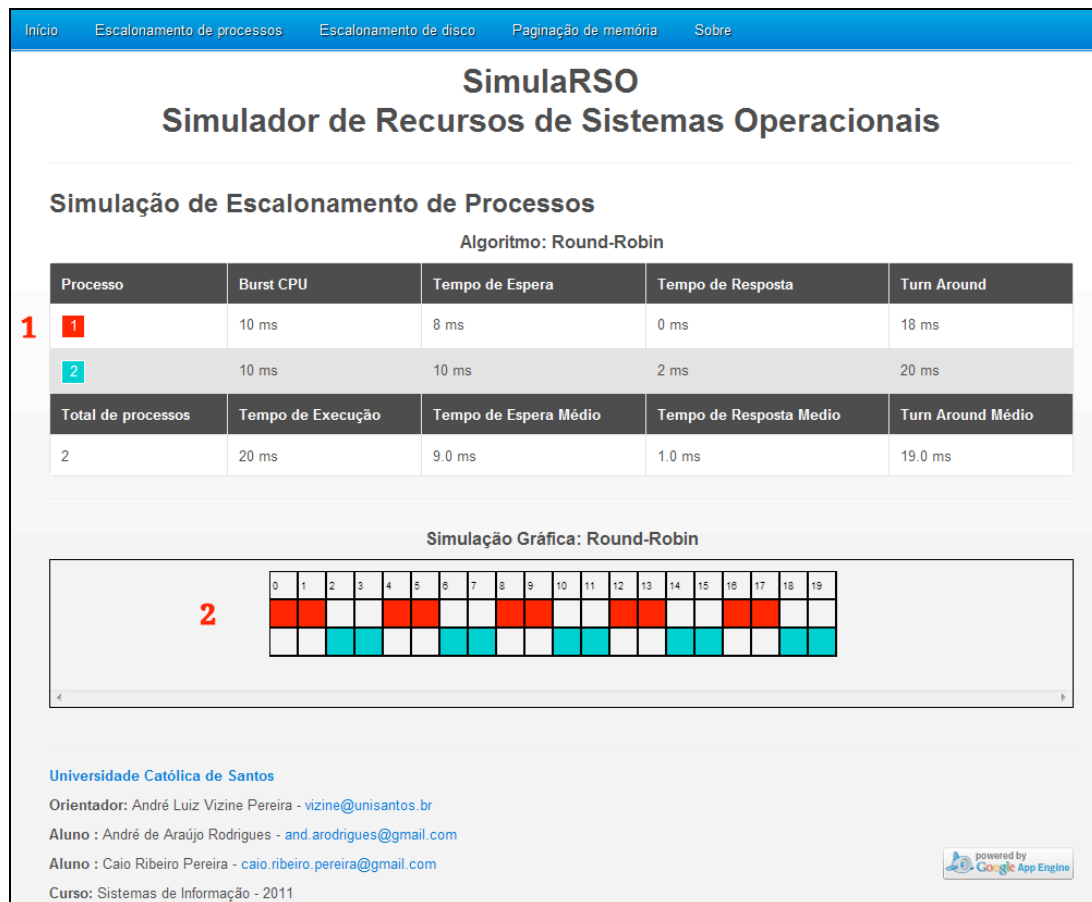 Início Escalonamento de processos Escalonamento de disco Paginação de memória Sobre
SimulaRSO
Simulador de Recursos de Sistemas Operacionais
Simulação de Escalonamento de Processos
Algoritmo: Round-Robin
Processo Burst CPU Tempo de Espera Tempo de Resposta Turn Around
1 1 10 ms 8 ms 0 ms 18 ms
2 10 ms 10 ms 2 ms 20 ms
Total de processos Tempo de Execução Tempo de Espera Médio Tempo de Resposta Medio Turn Around Médio
2 20 ms 9.0 ms 1.0 ms 19.0 ms
Simulação Gráfica: Round-Robin
0 1 2 3 4 5 6 7 8 9 10 11 12 13 14 15 16 17 18 19
2
Universidade Católica de Santos
Orientador: André Luiz Vizine Pereira - vizine@unisantos.br
Aluno : André de Araújo Rodrigues - and.arodrigues@gmail.com
Aluno : Caio Ribeiro Pereira - caio.ribeiro.pereira@gmail.com
powered by
Google App Engine
Curso: Sistemas de Informação - 2011